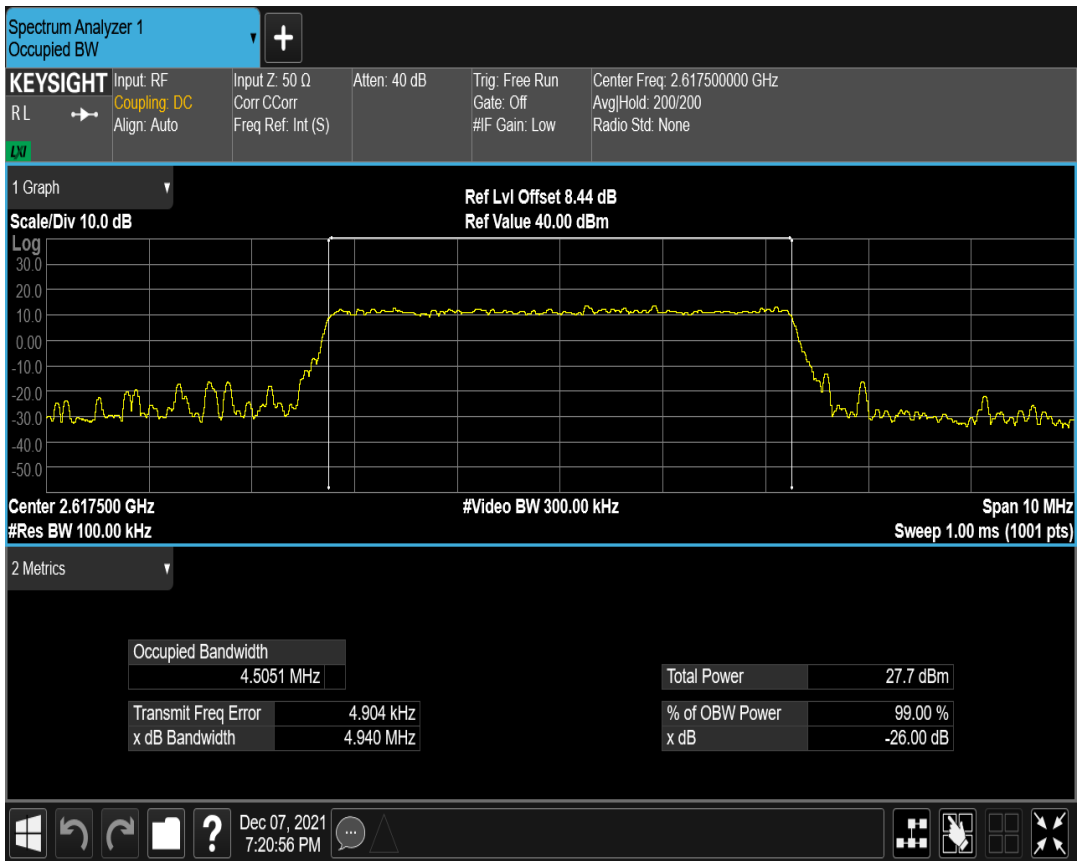 Spectrum Analyzer 1
Occupied BW
+
KEYSIGHT
R L
LXI
Input: RF
Coupling: DC
Align: Auto
Input Z: 50 Ω
Corr CCorr
Freq Ref: Int (S)
Atten: 40 dB
Trig: Free Run
Gate: Off
#IF Gain: Low
Center Freq: 2.617500000 GHz
Avg|Hold: 200/200
Radio Std: None
1 Graph
Scale/Div 10.0 dB
Ref Lvl Offset 8.44 dB
Ref Value 40.00 dBm
Log
30.0
20.0
10.0
0.00
-10.0
-20.0
-30.0
-40.0
-50.0
Center 2.617500 GHz
#Video BW 300.00 kHz
Span 10 MHz
#Res BW 100.00 kHz
Sweep 1.00 ms (1001 pts)
2 Metrics
Occupied Bandwidth
4.5051 MHz
Total Power 27.7 dBm
Transmit Freq Error 4.904 kHz
% of OBW Power 99.00 %
x dB Bandwidth 4.940 MHz
x dB -26.00 dB
?
Dec 07, 2021
7:20:56 PM